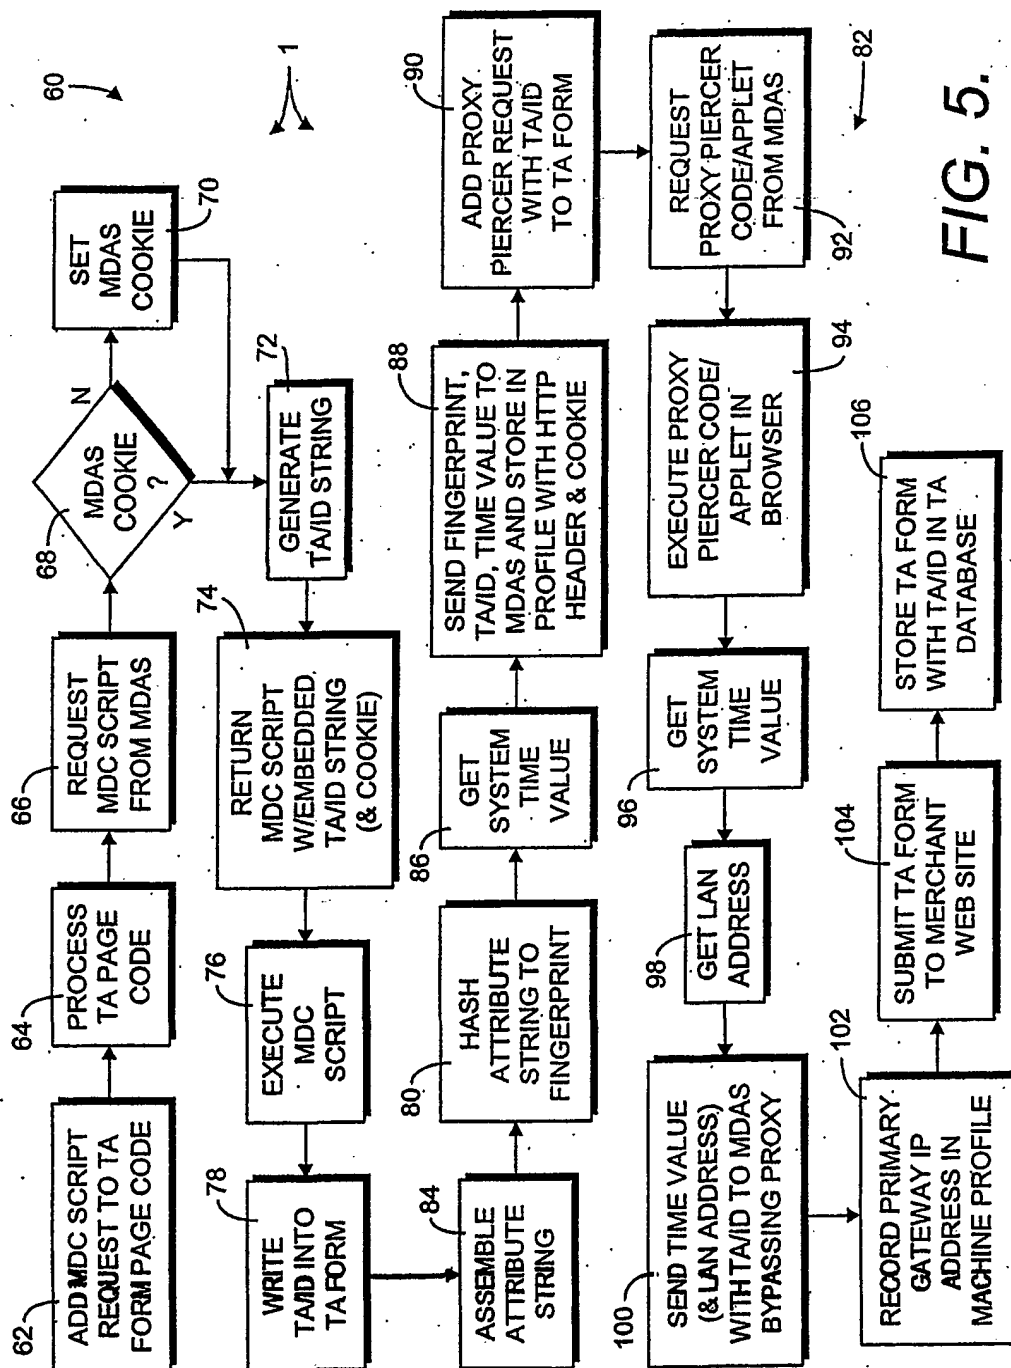 60
1
62
ADD MDC SCRIPT
REQUEST TO TA
FORM PAGE CODE
64
PROCESS
TA PAGE
CODE
66
REQUEST
MDC SCRIPT
FROM MDAS
68
MDAS
COOKIE
?
N
Y
70
SET
MDAS
COOKIE
72
GENERATE
TA/ID STRING
74
RETURN
MDC SCRIPT
W/EMBEDDED
TA/ID STRING
(& COOKIE)
76
EXECUTE
MDC
SCRIPT
78
WRITE
TA/ID INTO
TA FORM
84
ASSEMBLE
ATTRIBUTE
STRING
80
HASH
ATTRIBUTE
STRING TO
FINGERPRINT
86
GET
SYSTEM
TIME
VALUE
88
SEND FINGERPRINT,
TA/ID, TIME VALUE TO
MDAS AND STORE IN
PROFILE WITH HTTP
HEADER & COOKIE
90
ADD PROXY
PIERCER REQUEST
WITH TA/ID
TO TA FORM
92
REQUEST
PROXY PIERCER
CODE/APPLET
FROM MDAS
94
EXECUTE PROXY
PIERCER CODE/
APPLET IN
BROWSER
96
GET
SYSTEM
TIME
VALUE
98
GET LAN
ADDRESS
100
SEND TIME VALUE
(& LAN ADDRESS)
WITH TA/ID TO MDAS
BYPASSING PROXY
102
RECORD PRIMARY
GATEWAY IP
ADDRESS IN
MACHINE PROFILE
104
SUBMIT TA FORM
TO MERCHANT
WEB SITE
106
STORE TA FORM
WITH TA/ID IN TA
DATABASE
82
FIG. 5.